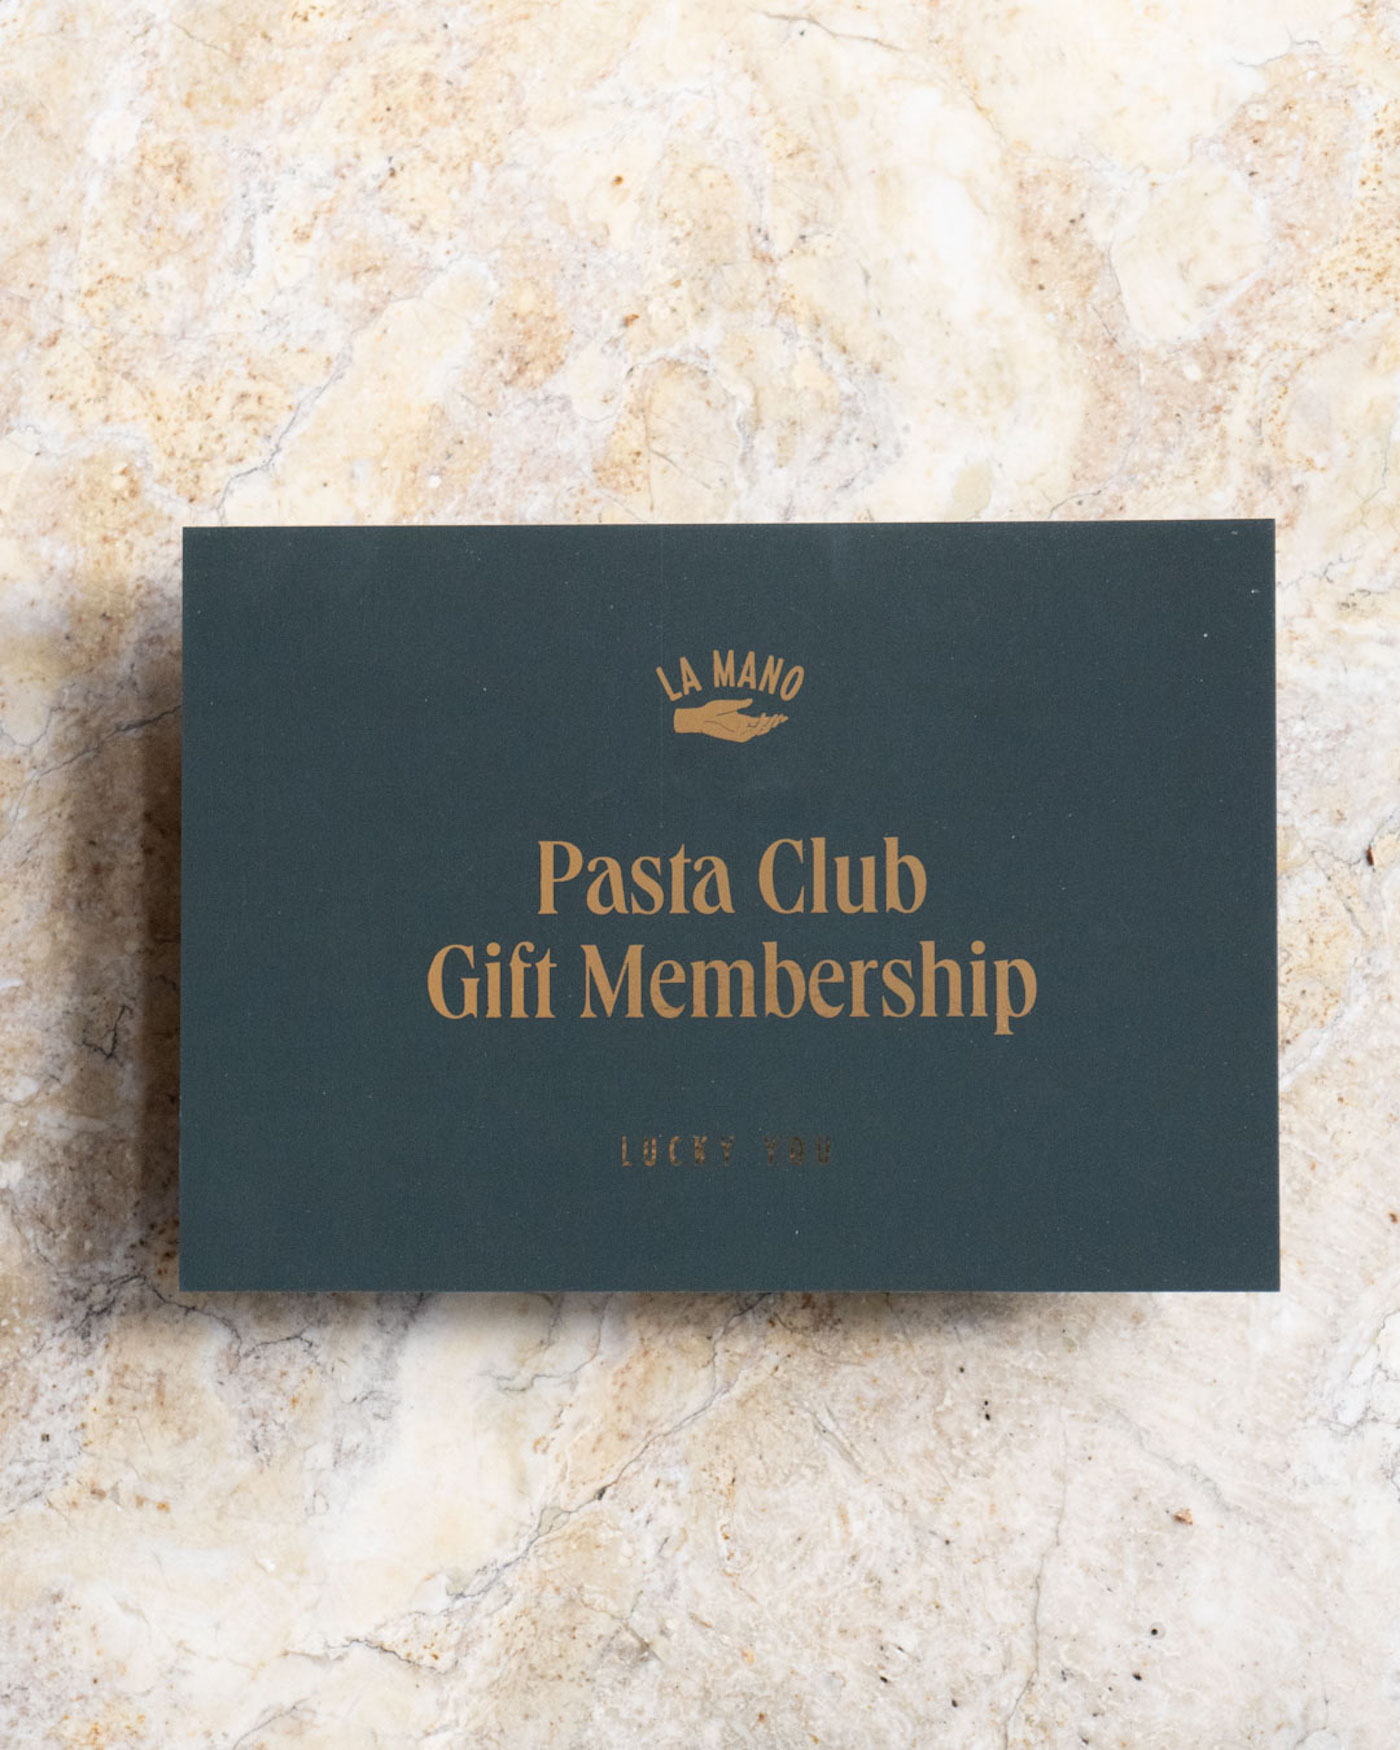 LA MANO
Pasta Club
Gift Membership
LUCKY YOU